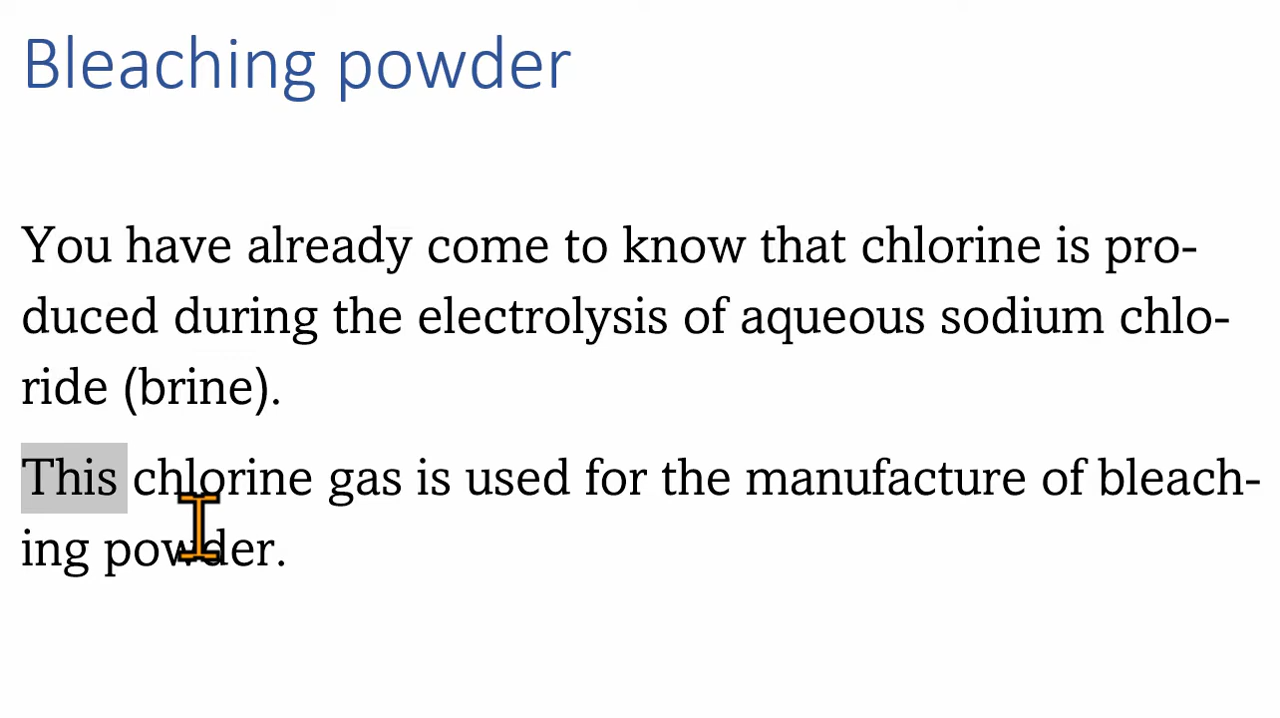 Bleaching powder
You have already come to know that chlorine is pro-
duced during the electrolysis of aqueous sodium chlo-
ride (brine).
This chlorine gas is used for the manufacture of bleach-
ing powder.